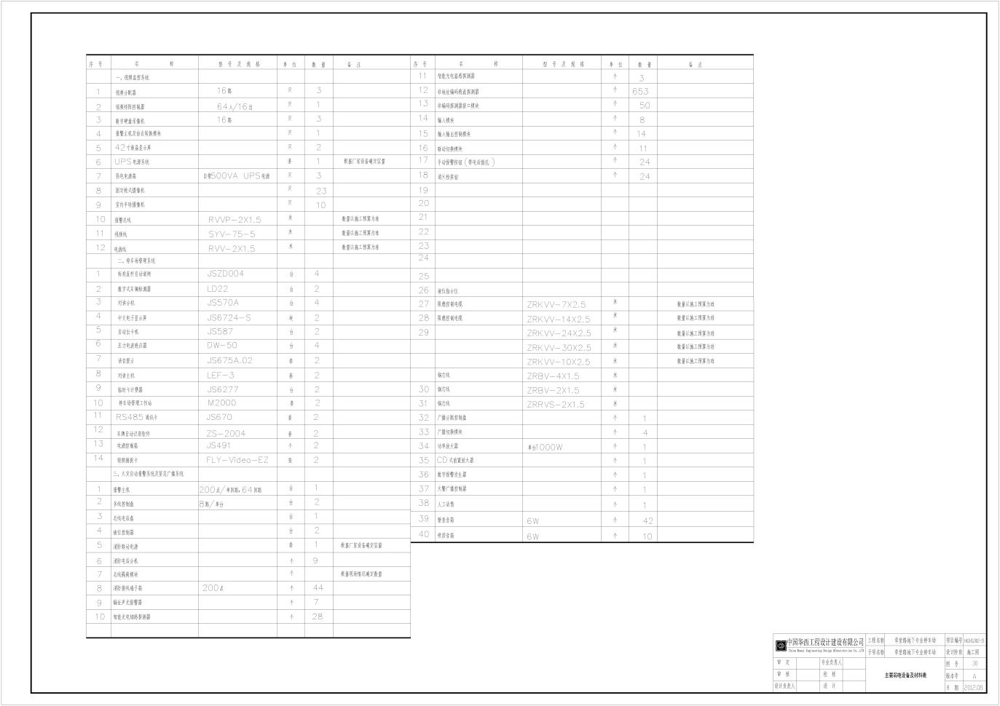 序 号 名 称 型 号 及 规 格 单 位 数 量 备 注
一、视频监控系统
1 视频分配器 16路 只 3
2 视频矩阵控制器 64入/16出 只 1
3 数字硬盘录像机 16路 只 3
4 报警主机及协议转换模块 只 1
5 42寸液晶显示屏 只 2
6 UPS电源系统 套 1 根据厂家设备确定容量
7 弱电电源箱 自带500VA UPS电源 只 3
8 固定枪式摄像机 只 23
9 室内半球摄像机 只 10
10 报警总线 RVVP-2X1.5 米 数量以施工预算为准
11 视频线 SYV-75-5 米 数量以施工预算为准
12 电源线 RVV-2X1.5 米 数量以施工预算为准
二、停车场管理系统
1 标准直杆自动道闸 JSZD004 台 4
2 数字式车辆检测器 LD22 台 2
3 对讲分机 JS570A 台 4
4 中文电子显示屏 JS6724-S 块 2
5 自动出卡机 JS587 台 2
6 压力电波防点器 DW-50 台 4
7 语音提示 JS675A.02 套 2
8 对讲主机 LEF-3 套 2
9 临时卡计费器 JS6277 台 2
10 停车场管理工作站 M2000 套 2
11 RS485通讯卡 JS670 套 2
12 车牌自动识别软件 ZS-2004 套 2
13 电源控制箱 JS491 个 2
14 视频捕捉卡 FLY-Video-EZ 张 2
三、火灾自动报警系统及紧急广播系统
1 报警主机 200点/单回路,64回路 台 1
2 多线控制盘 8路/单台 台 2
3 总线电话盘 台 1
4 液位控制器 台 2
5 消防联动电源 套 1 根据厂家设备确定容量
6 消防电话分机 个 9
7 总线隔离模块 个 根据现场情况确定数量
8 消防接线端子箱 200点 个 44
9 编址声光报警器 个 7
10 智能光电烟感探测器 个 28
序 号 名 称 型 号 及 规 格 单 位 数 量 备 注
11 智能光电温感探测器 个 3
12 非地址编码感温探测器 个 653
13 非编码探测器接口模块 个 50
14 输入模块 个 8
15 输入输出控制模块 个 14
16 联动切换模块 个 11
17 手动报警按钮(带电话插孔) 个 24
18 消火栓按钮 个 24
19
20
21
22
23
24
25
26 液位指示仪
27 阻燃控制电缆 ZRKVV-7X2.5 米 数量以施工预算为准
28 阻燃控制电缆 ZRKVV-14X2.5 米 数量以施工预算为准
29 ZRKVV-24X2.5 米 数量以施工预算为准
ZRKVV-30X2.5 米 数量以施工预算为准
ZRKVV-10X2.5 米 数量以施工预算为准
铜芯线 ZRBV-4X1.5 米
30 铜芯线 ZRBV-2X1.5 米
31 铜芯线 ZRRVS-2X1.5 米
32 广播分路控制盘 个 1
33 广播切换模块 个 4
34 功率放大器 单台1000W 个 1
35 CD式前置放大器 个 1
36 数字报警发生器 个 1
37 火警广播控制器 个 1
38 人工话筒 个 1
39 壁挂音箱 6W 个 42
40 吸顶音箱 6W 个 10
CD 中国华西工程设计建设有限公司
China Huaxi Engineering Design &Construction Co.,LTD
工程名称 草堂路地下专业停车场 项目编号
子项名称 草堂路地下专业停车场 设计阶段 施工图
审 定 专业负责人
审 核 校 核
设计负责人 设 计
主要弱电设备及材料表
图 号 30
版本号 A
日 期 2012.08